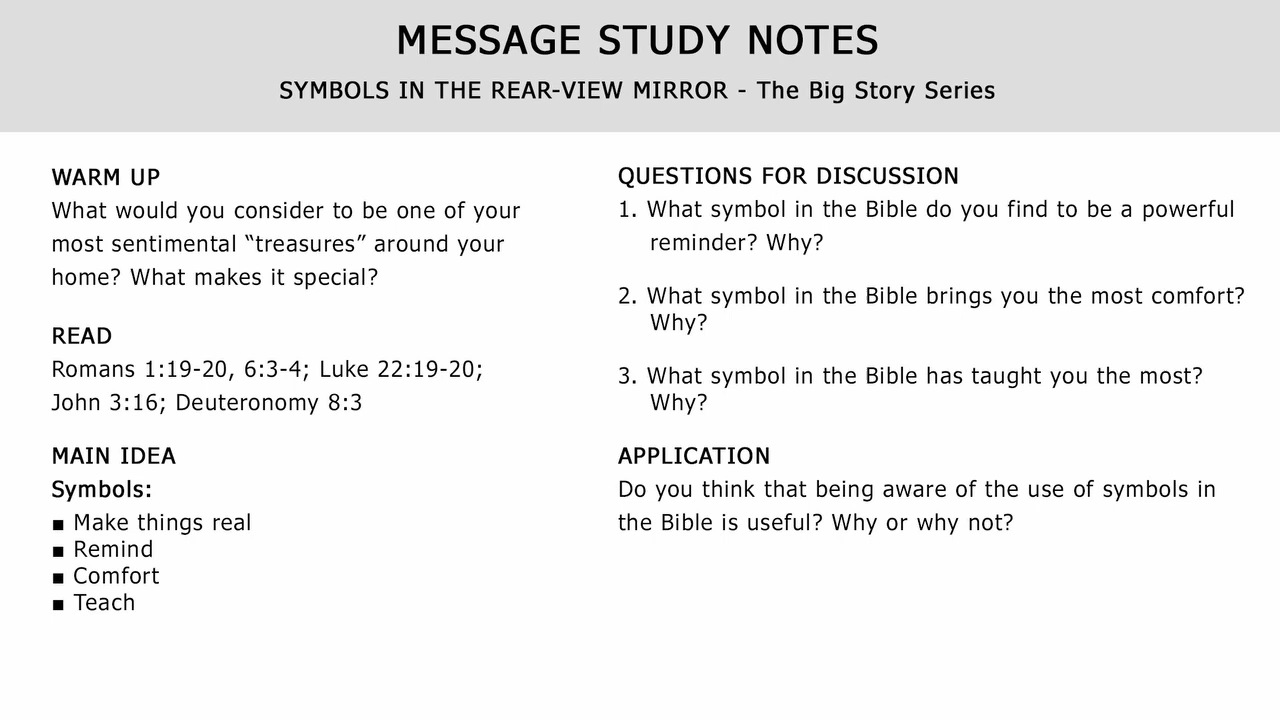 MESSAGE STUDY NOTES
SYMBOLS IN THE REAR-VIEW MIRROR - The Big Story Series
WARM UP
What would you consider to be one of your
most sentimental “treasures” around your
home? What makes it special?
READ
Romans 1:19-20, 6:3-4; Luke 22:19-20;
John 3:16; Deuteronomy 8:3
MAIN IDEA
Symbols:
▪ Make things real
▪ Remind
▪ Comfort
▪ Teach
QUESTIONS FOR DISCUSSION
1. What symbol in the Bible do you find to be a powerful
reminder? Why?
2. What symbol in the Bible brings you the most comfort?
Why?
3. What symbol in the Bible has taught you the most?
Why?
APPLICATION
Do you think that being aware of the use of symbols in
the Bible is useful? Why or why not?